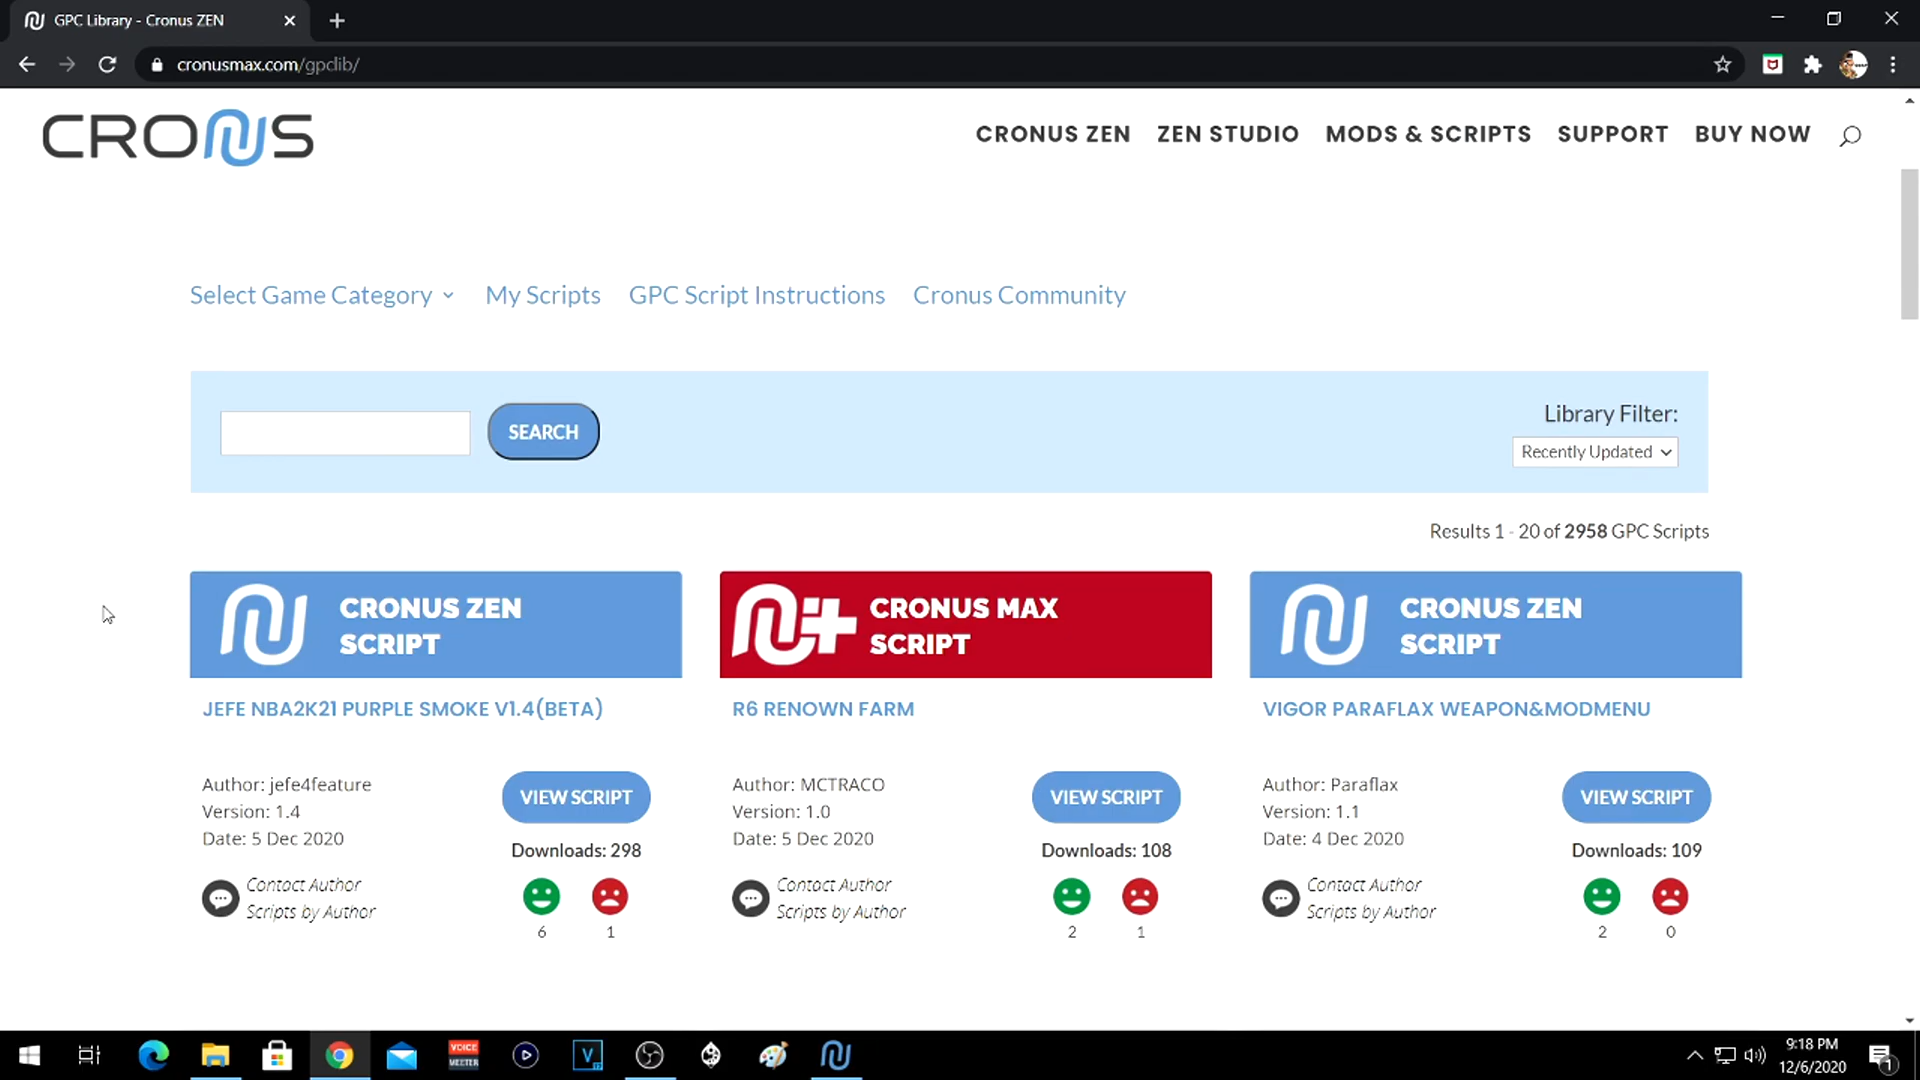 GPC Library - Cronus ZEN
cronusmax.com/gpclib/
CRONUS
CRONUS ZEN
ZEN STUDIO
MODS & SCRIPTS
SUPPORT
BUY NOW
Select Game Category
My Scripts
GPC Script Instructions
Cronus Community
SEARCH
Library Filter:
Recently Updated
Results 1 - 20 of 2958 GPC Scripts
CRONUS ZEN
SCRIPT
JEFE NBA2K21 PURPLE SMOKE V1.4(BETA)
Author: jefe4feature
Version: 1.4
Date: 5 Dec 2020
VIEW SCRIPT
Downloads: 298
Contact Author
Scripts by Author
6
1
CRONUS MAX
SCRIPT
R6 RENOWN FARM
Author: MCTRACO
Version: 1.0
Date: 5 Dec 2020
VIEW SCRIPT
Downloads: 108
Contact Author
Scripts by Author
2
1
CRONUS ZEN
SCRIPT
VIGOR PARAFLAX WEAPON&MODMENU
Author: Paraflax
Version: 1.1
Date: 4 Dec 2020
VIEW SCRIPT
Downloads: 109
Contact Author
Scripts by Author
2
0
VOICE
MEETER
V
9:18 PM
12/6/2020
1